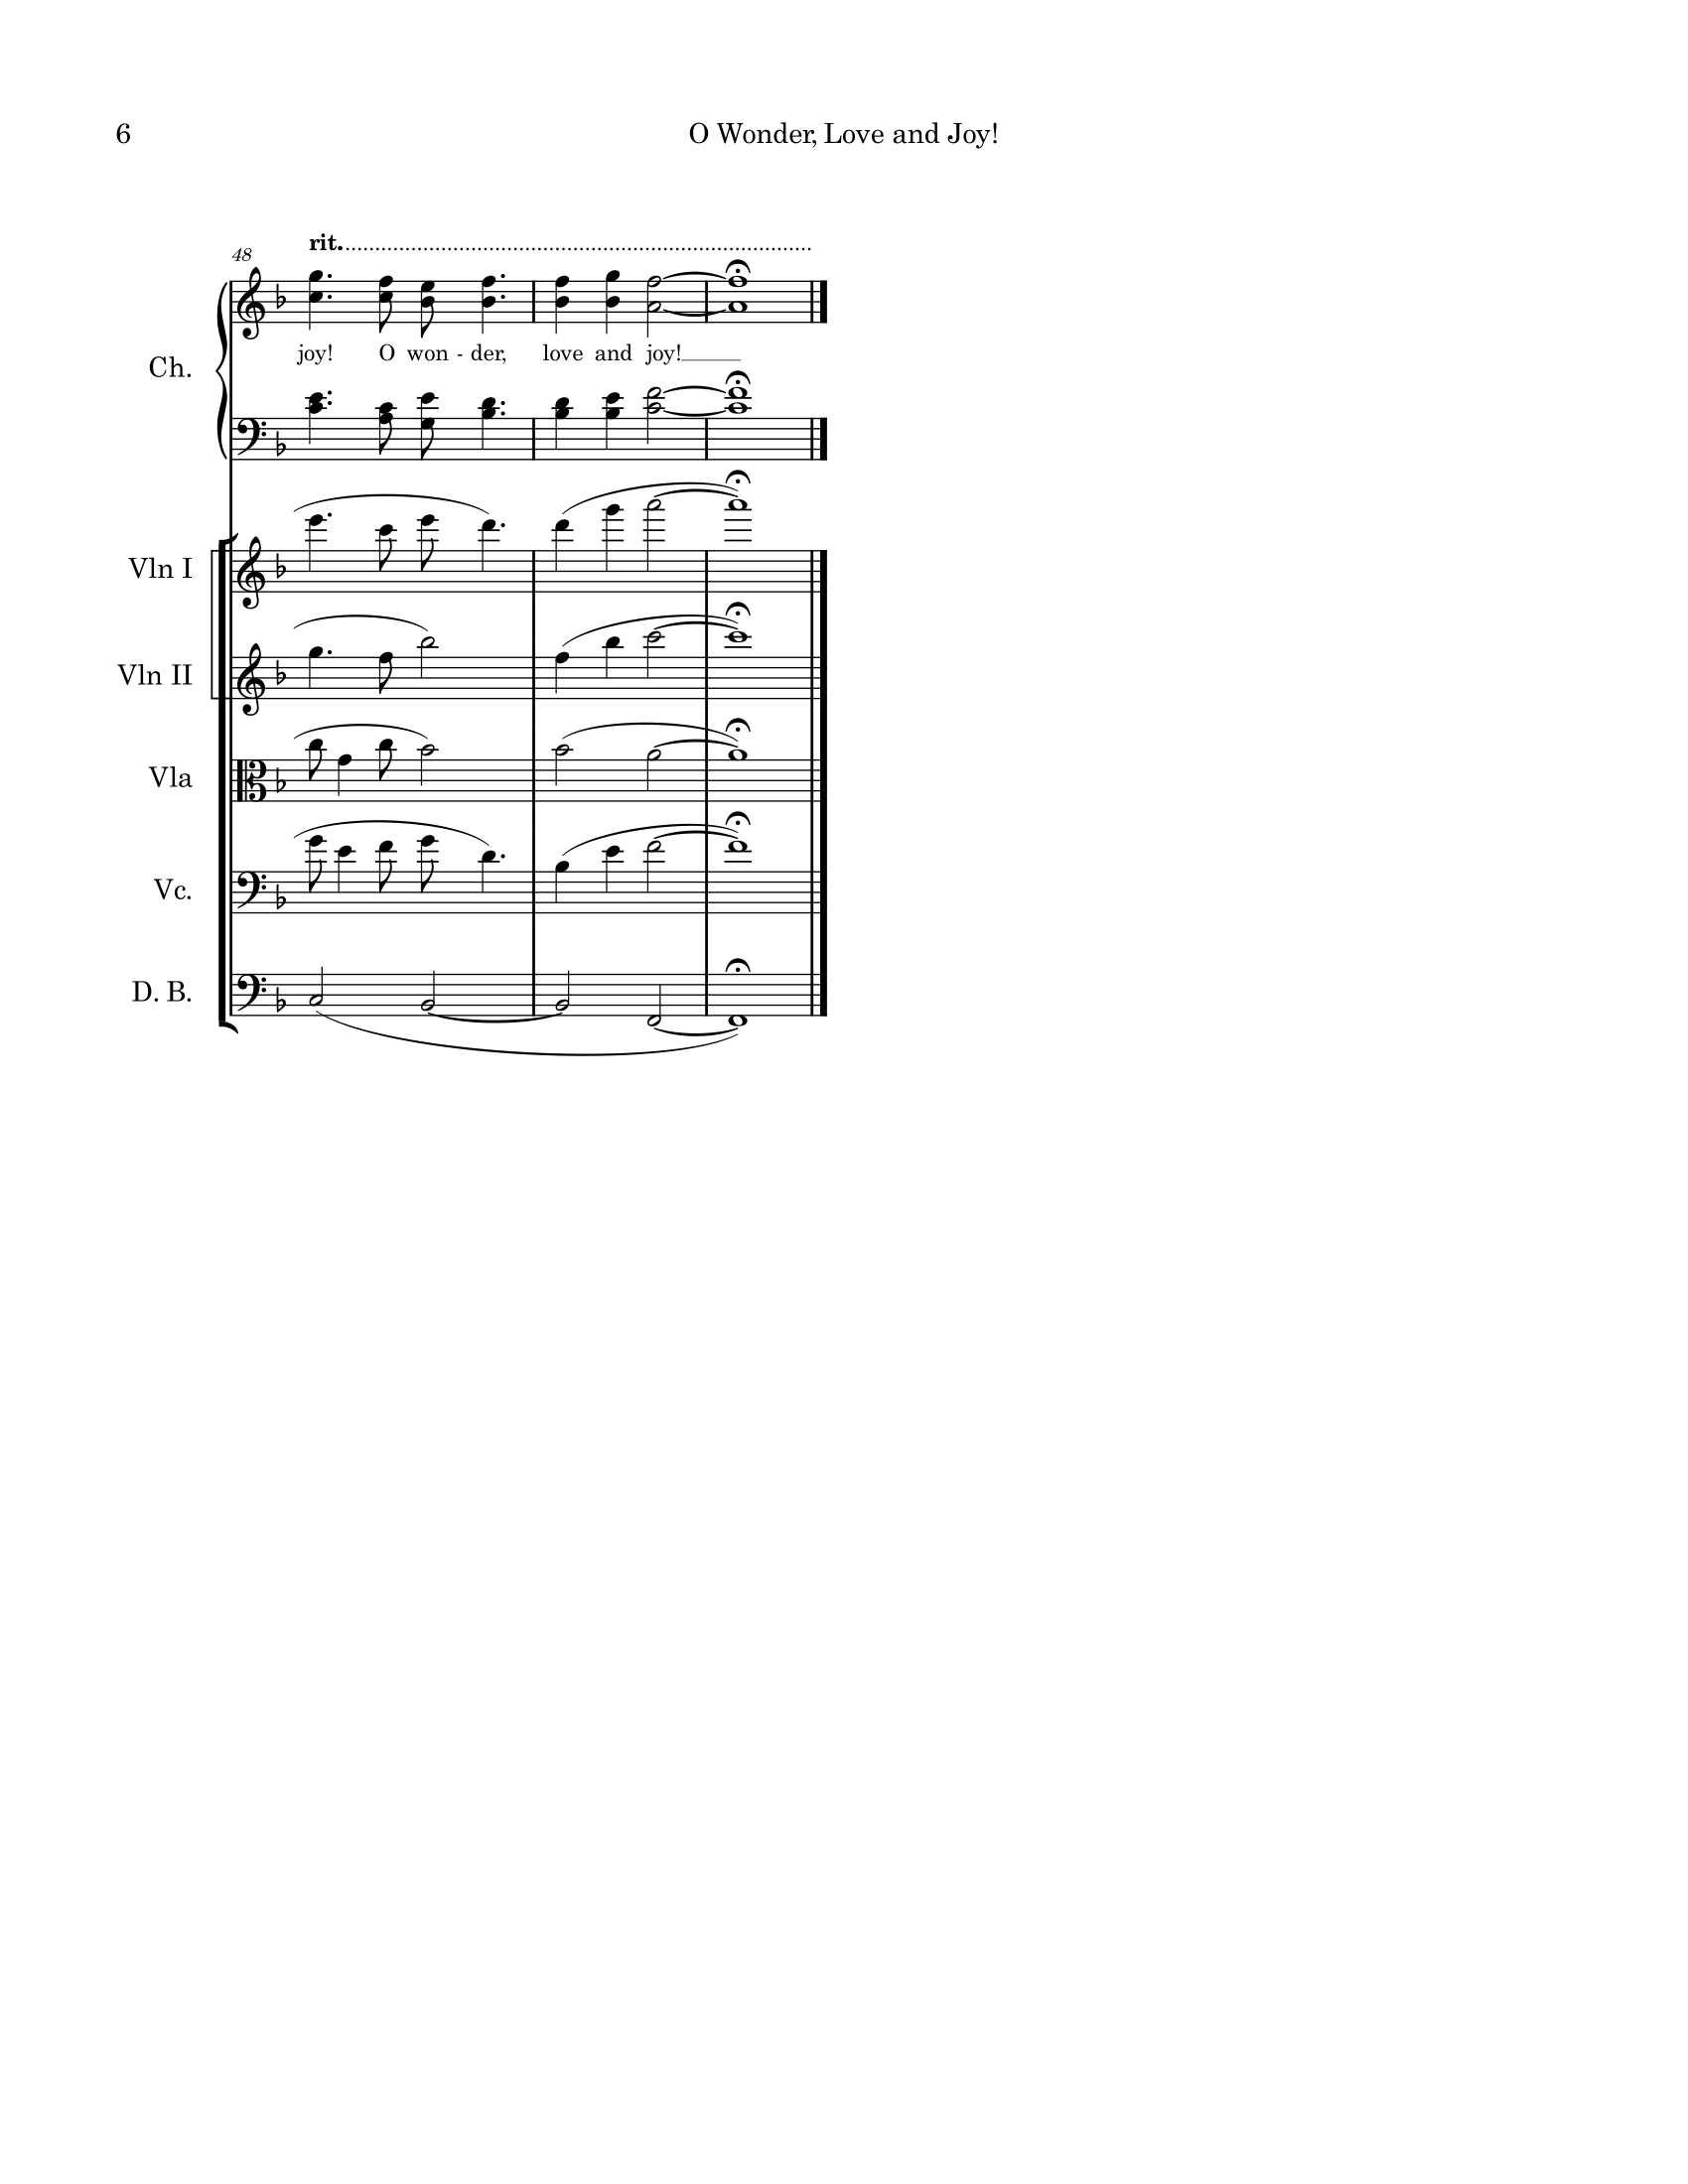 6
O Wonder, Love and Joy!
rit.
48
joy! O won - der, love and joy!
Ch.
Vln I
Vln II
Vla
Vc.
D. B.